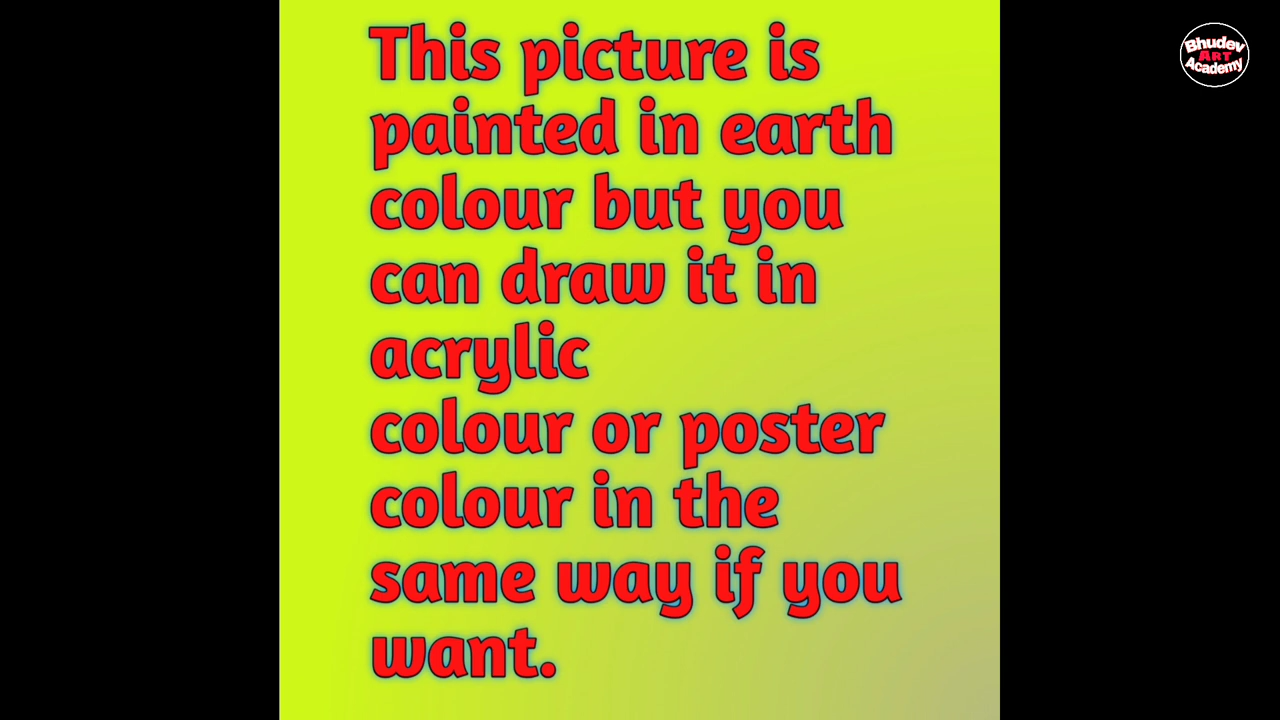 This picture is
painted in earth
colour but you
can draw it in
acrylic
colour or poster
colour in the
same way if you
want.
Bhudev
ART
Academy